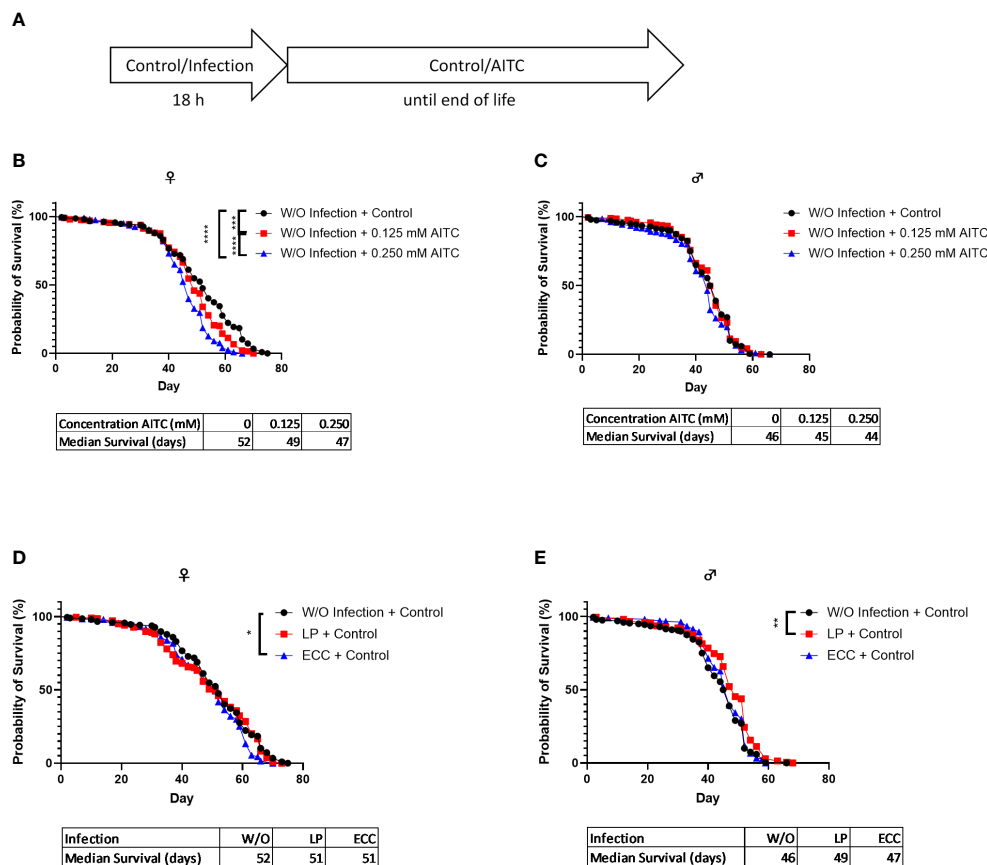 A
Control/Infection
Control/AITC
18 h
until end of life
B
♀
Probability of Survival (%)
100
50
0
0 20 40 60 80
Day
**** *** ****
W/O Infection + Control
W/O Infection + 0.125 mM AITC
W/O Infection + 0.250 mM AITC
Concentration AITC (mM) 0 0.125 0.250
Median Survival (days) 52 49 47
C
♂
Probability of Survival (%)
100
50
0
0 20 40 60 80
Day
W/O Infection + Control
W/O Infection + 0.125 mM AITC
W/O Infection + 0.250 mM AITC
Concentration AITC (mM) 0 0.125 0.250
Median Survival (days) 46 45 44
D
♀
Probability of Survival (%)
100
50
0
0 20 40 60 80
Day
*
W/O Infection + Control
LP + Control
ECC + Control
Infection W/O LP ECC
Median Survival (days) 52 51 51
E
♂
Probability of Survival (%)
100
50
0
0 20 40 60 80
Day
**
W/O Infection + Control
LP + Control
ECC + Control
Infection W/O LP ECC
Median Survival (days) 46 49 47